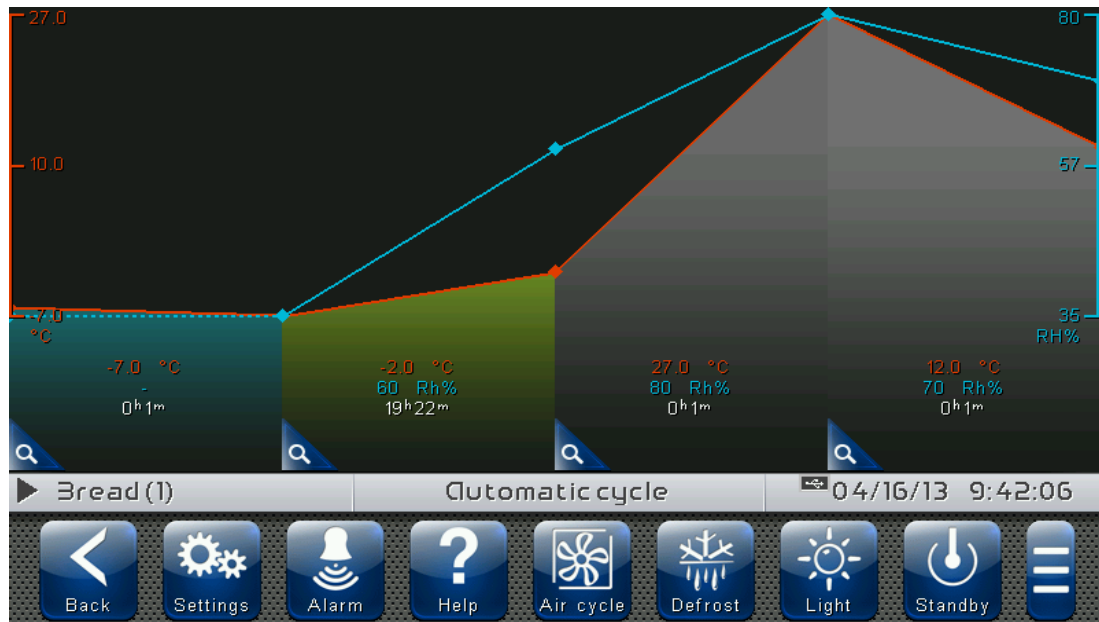 27.0
80
10.0
57
-7.0
35
°C
RH%
-7.0 °C
-2.0 °C
27.0 °C
12.0 °C
-
60 Rh%
80 Rh%
70 Rh%
0h1m
19h22m
0h1m
0h1m
Bread (1)
Automatic cycle
04/16/13 9:42:06
Back
Settings
Alarm
?
Help
Air cycle
Defrost
Light
Standby